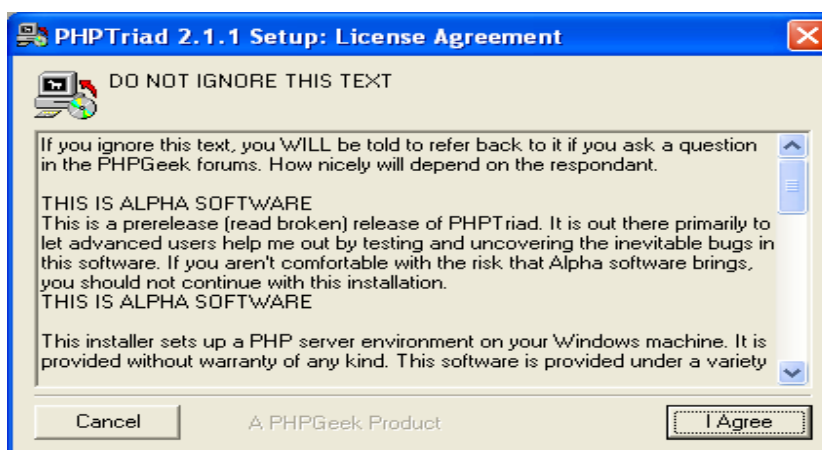 PHPTriad 2.1.1 Setup: License Agreement
DO NOT IGNORE THIS TEXT
If you ignore this text, you WILL be told to refer back to it if you ask a question
in the PHPGeek forums. How nicely will depend on the respondant.
THIS IS ALPHA SOFTWARE
This is a prerelease (read broken) release of PHPTriad. It is out there primarily to
let advanced users help me out by testing and uncovering the inevitable bugs in
this software. If you aren't comfortable with the risk that Alpha software brings,
you should not continue with this installation.
THIS IS ALPHA SOFTWARE
This installer sets up a PHP server environment on your Windows machine. It is
provided without warranty of any kind. This software is provided under a variety
Cancel
A PHPGeek Product
I Agree